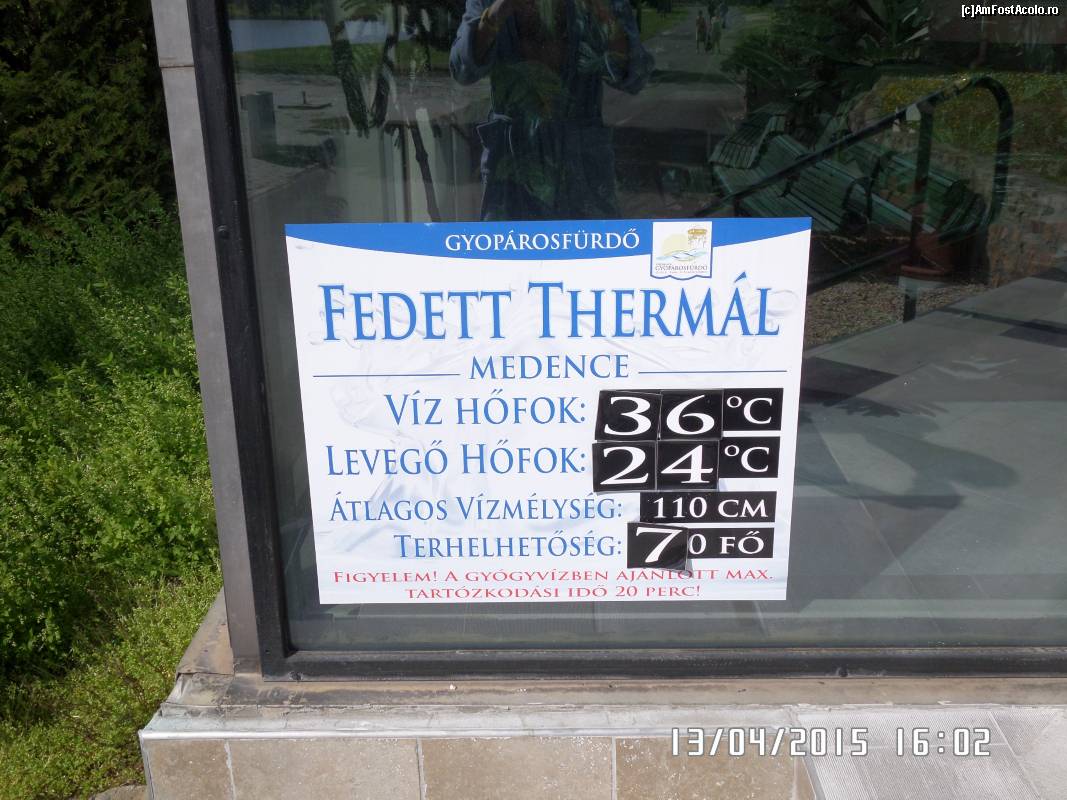 [c]AmFostAcolo.ro
GYOPÁROSFÜRDŐ
GYOPÁROSFÜRDŐ
FEDETT THERMÁL
MEDENCE
VÍZ HŐFOK: 36 °C
LEVEGŐ HŐFOK: 24 °C
ÁTLAGOS VÍZMÉLYSÉG: 110 CM
TERHELHETŐSÉG: 70 FŐ
FIGYELEM! A GYÓGYVÍZBEN AJÁNLOTT MAX.
TARTÓZKODÁSI IDŐ 20 PERC!
13/04/2015 16:02